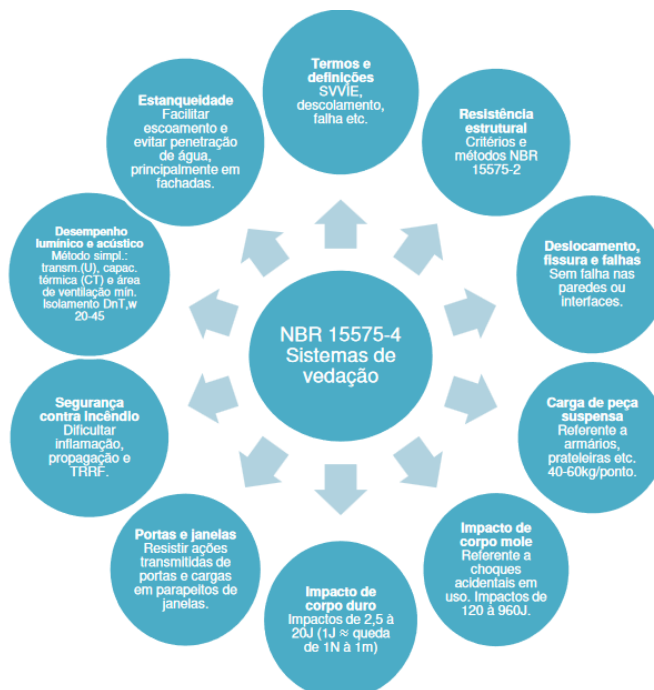 Termos e
definições
SVVIE,
descolamento,
falha etc.
Resistência
estrutural
Critérios e
métodos NBR
15575-2
Deslocamento,
fissura e falhas
Sem falha nas
paredes ou
interfaces.
Carga de peça
suspensa
Referente a
armários,
prateleiras etc.
40-60kg/ponto.
Impacto de
corpo mole
Referente a
choques
acidentais em
uso. Impactos de
120 à 960J.
Impacto de
corpo duro
Impactos de 2,5 à
20J (1J ≈ queda
de 1N à 1m)
Portas e janelas
Resistir ações
transmitidas de
portas e cargas
em parapeitos de
janelas.
Segurança
contra incêndio
Dificultar
inflamação,
propagação e
TRRF.
Desempenho
lumínico e acústico
Método simpl.:
transm.(U), capac.
térmica (CT) e área
de ventilação mín.
Isolamento DnT,w
20-45
Estanqueidade
Facilitar
escoamento e
evitar penetração
de água,
principalmente em
fachadas.
NBR 15575-4
Sistemas de
vedação